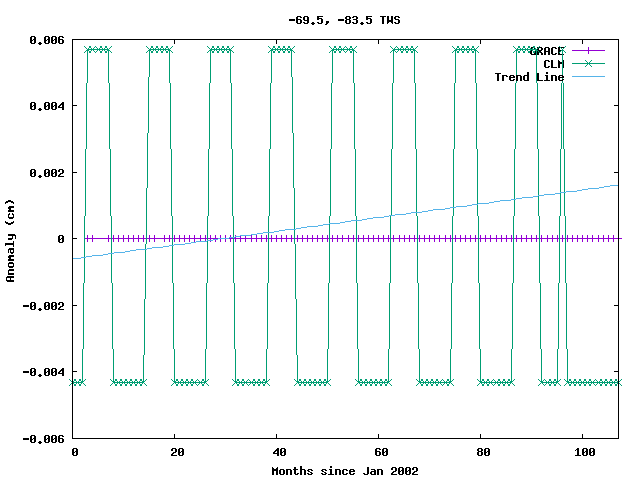 -69.5, -83.5 TWS
0.006
GRACE
CLM
Trend Line
0.004
0.002
0
-0.002
-0.004
-0.006
Anomaly (cm)
0 20 40 60 80 100
Months since Jan 2002